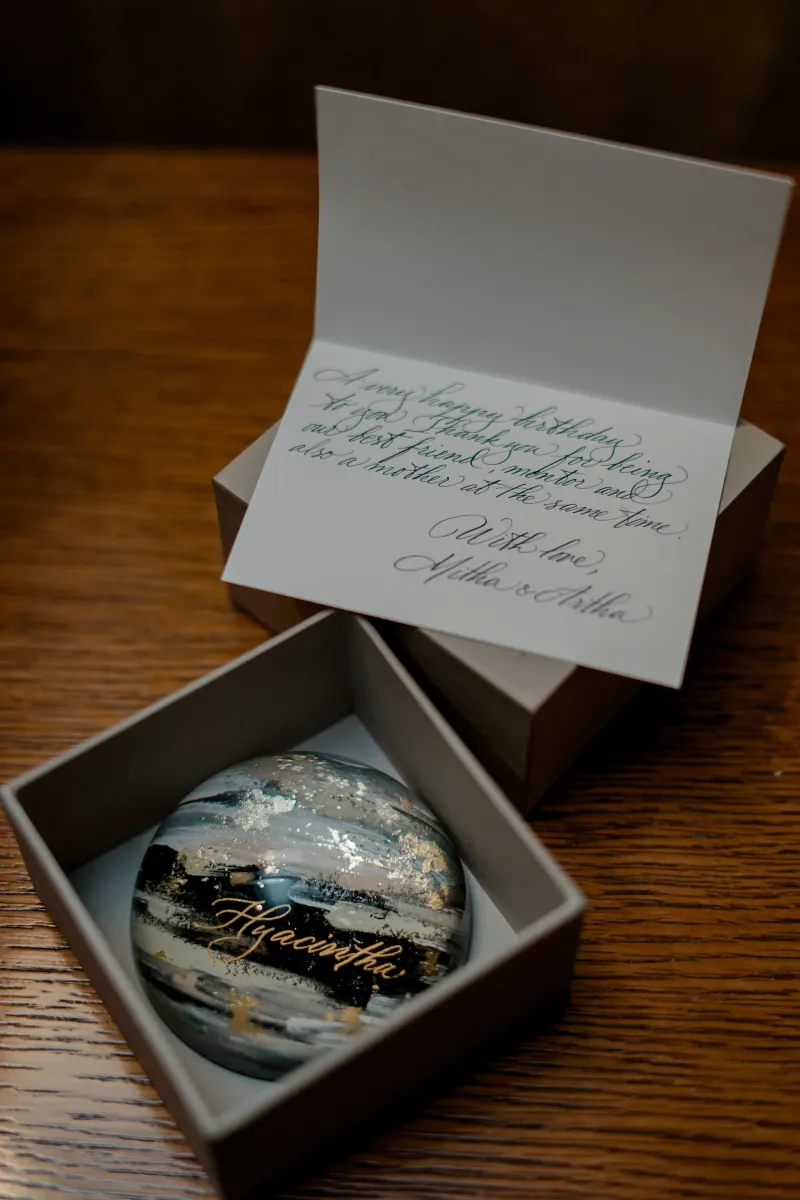 A very happy birthday
to you. Thank you for being
our best friend, mentor and
also a mother at the same time.
With love,
Mitha & Artha
Hyacintha